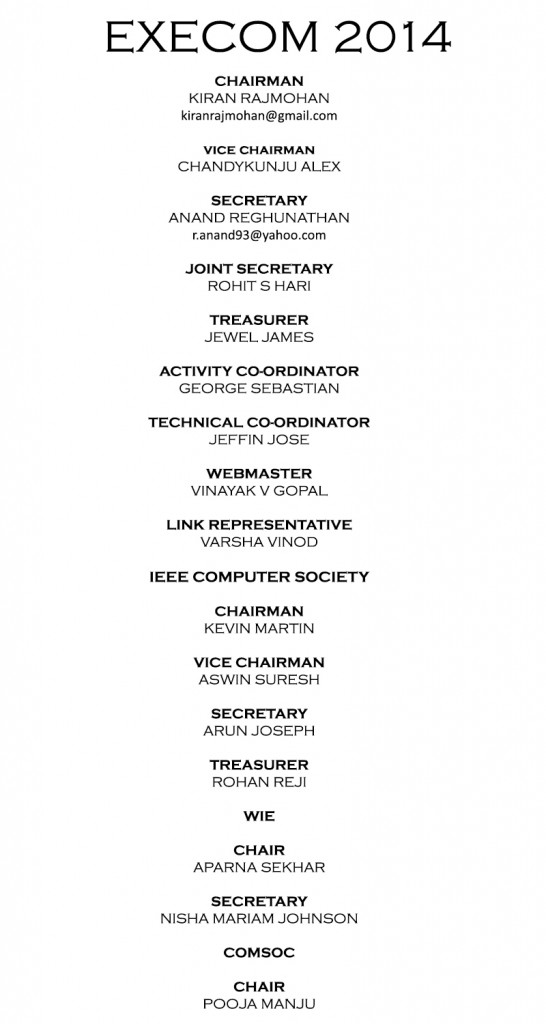 EXECOM 2014
CHAIRMAN
KIRAN RAJMOHAN
kiranrajmohan@gmail.com
VICE CHAIRMAN
CHANDYKUNJU ALEX
SECRETARY
ANAND REGHUNATHAN
r.anand93@yahoo.com
JOINT SECRETARY
ROHIT S HARI
TREASURER
JEWEL JAMES
ACTIVITY CO-ORDINATOR
GEORGE SEBASTIAN
TECHNICAL CO-ORDINATOR
JEFFIN JOSE
WEBMASTER
VINAYAK V GOPAL
LINK REPRESENTATIVE
VARSHA VINOD
IEEE COMPUTER SOCIETY
CHAIRMAN
KEVIN MARTIN
VICE CHAIRMAN
ASWIN SURESH
SECRETARY
ARUN JOSEPH
TREASURER
ROHAN REJI
WIE
CHAIR
APARNA SEKHAR
SECRETARY
NISHA MARIAM JOHNSON
COMSOC
CHAIR
POOJA MANJU